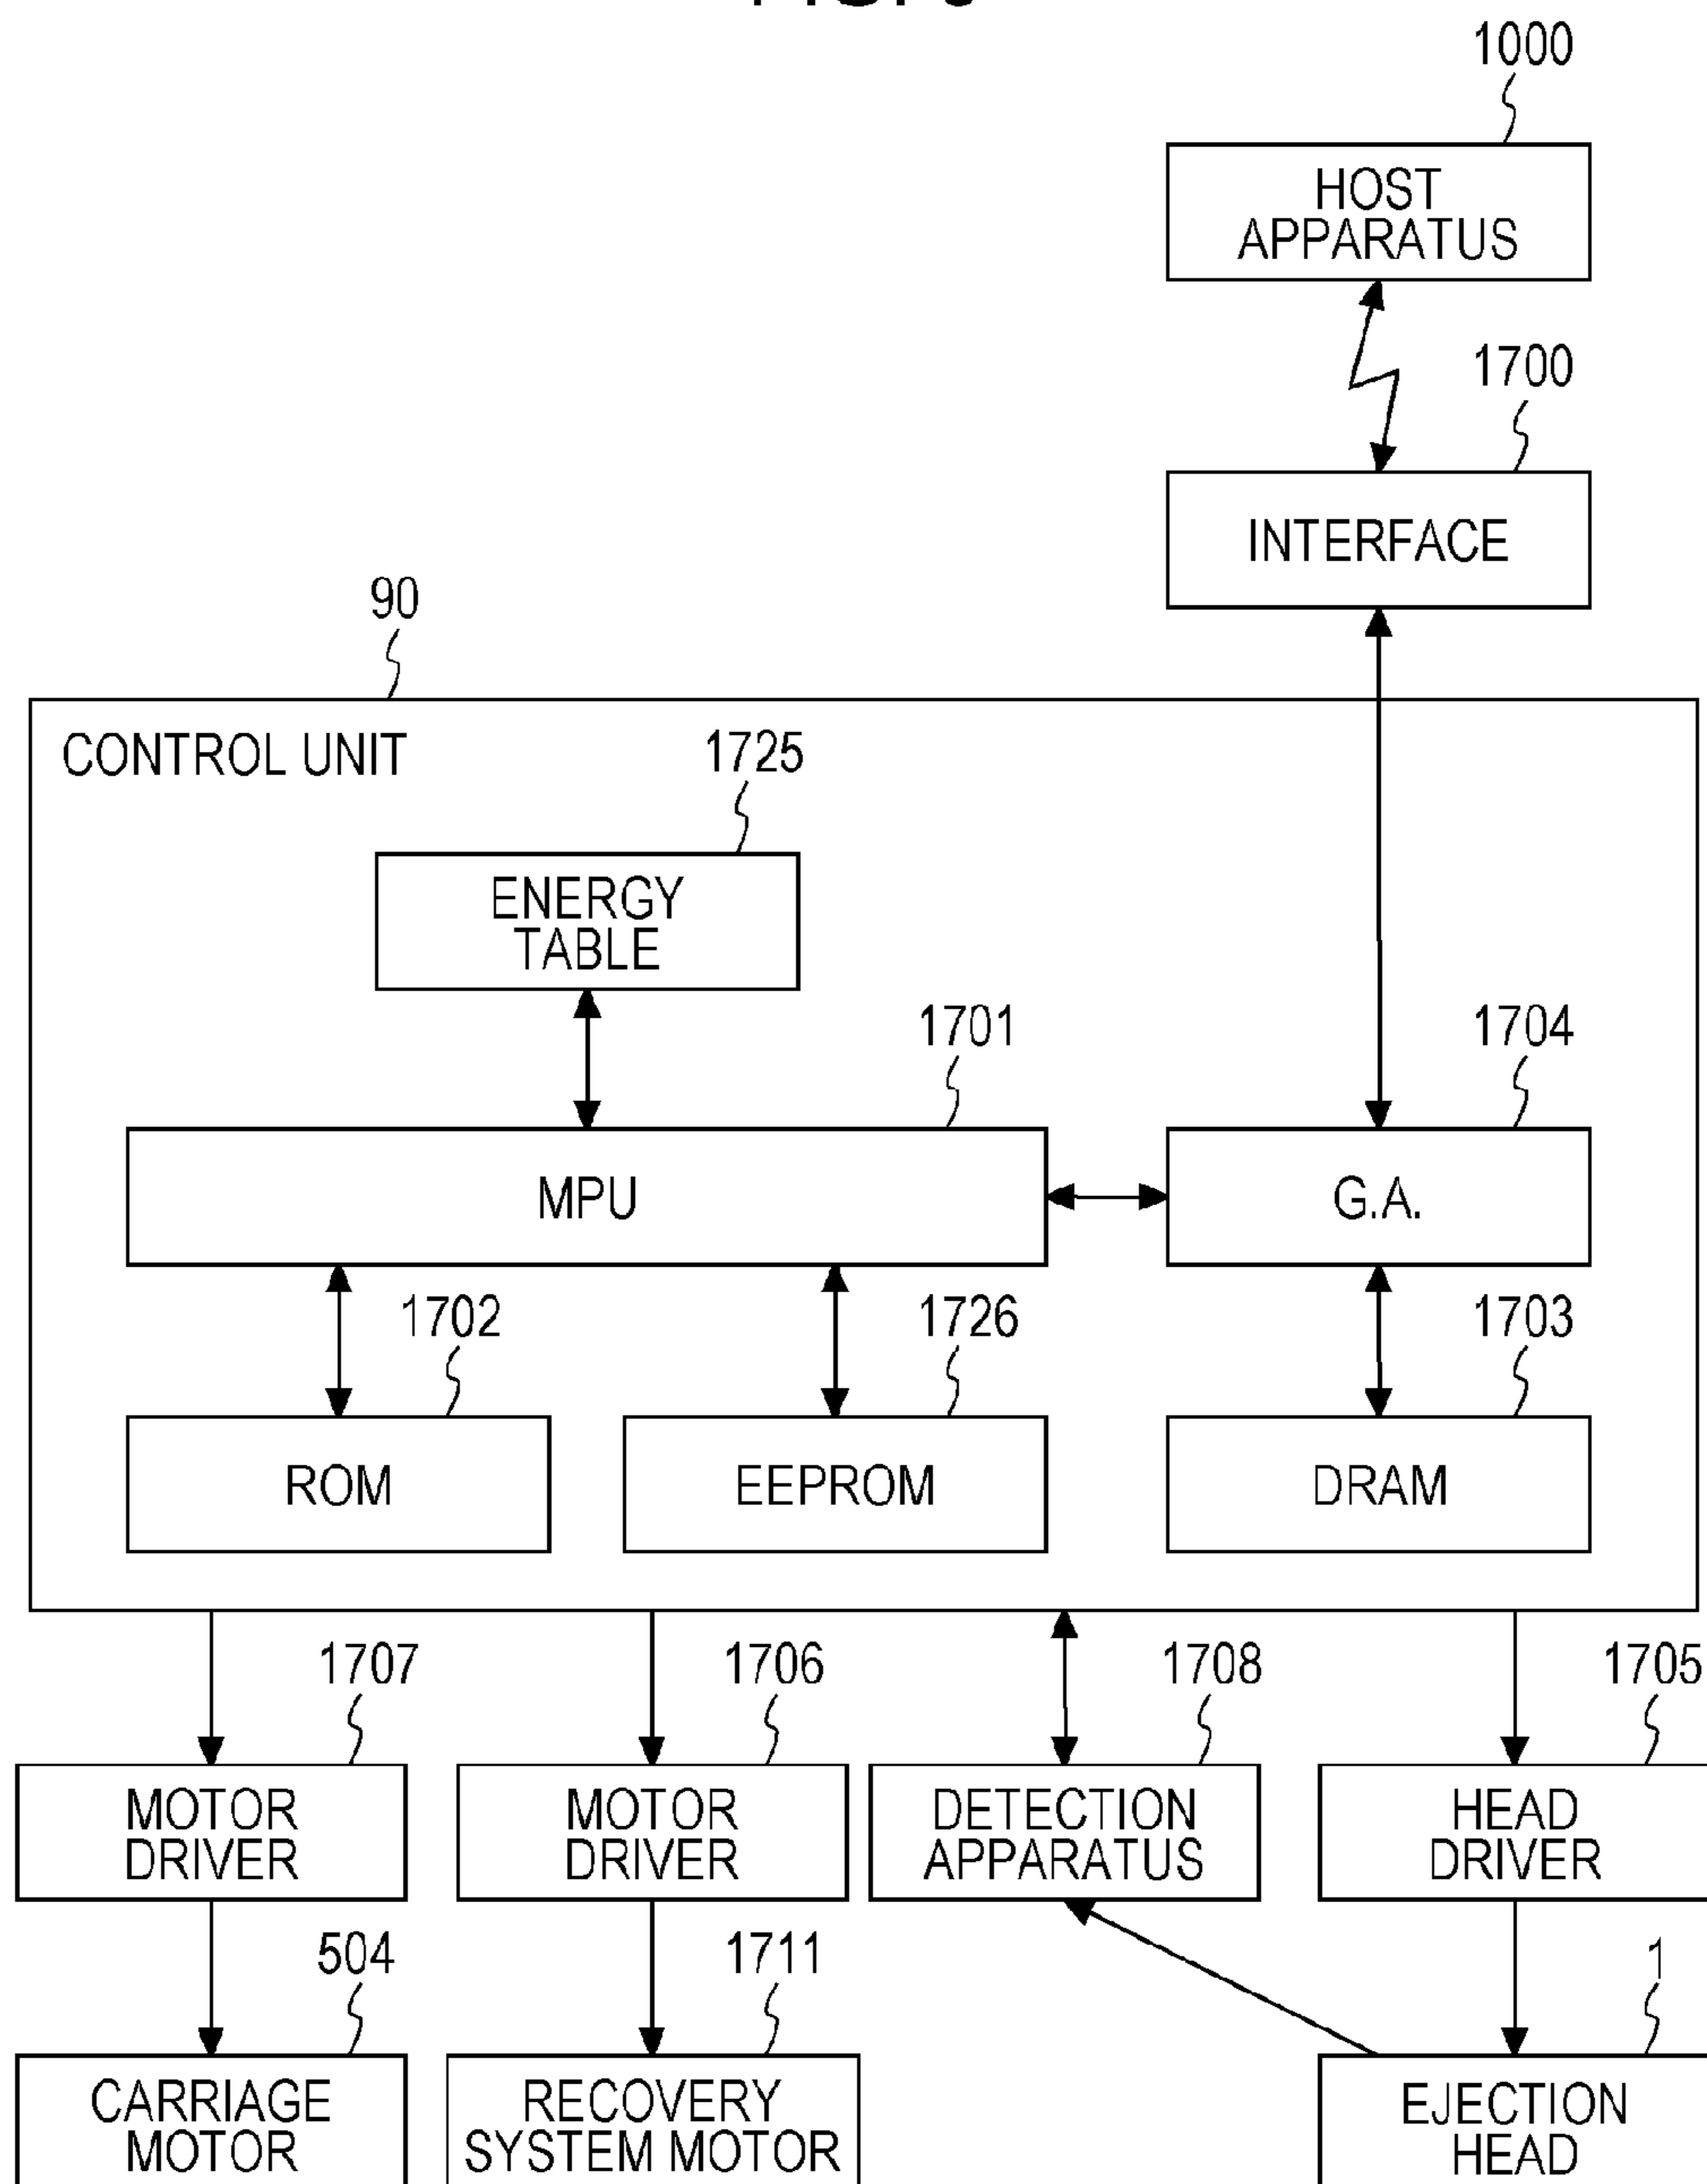 1000
HOST
APPARATUS
1700
INTERFACE
90
CONTROL UNIT
1725
ENERGY
TABLE
1701
1704
MPU
G.A.
1702
1726
1703
ROM
EEPROM
DRAM
1707
1706
1708
1705
MOTOR
DRIVER
MOTOR
DRIVER
DETECTION
APPARATUS
HEAD
DRIVER
504
1711
1
CARRIAGE
MOTOR
RECOVERY
SYSTEM MOTOR
EJECTION
HEAD